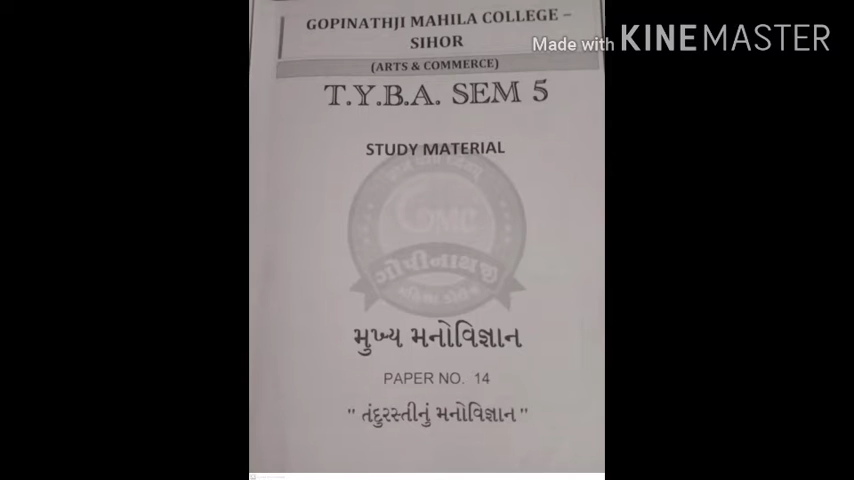 GOPINATHJI MAHILA COLLEGE –
SIHOR
Made with KINEMASTER
(ARTS & COMMERCE)
T.Y.B.A. SEM 5
STUDY MATERIAL
GMC
ગોપીનાથજી
મુખ્ય મનોવિજ્ઞાન
PAPER NO. 14
" તંદુરસ્તીનું મનોવિજ્ઞાન "